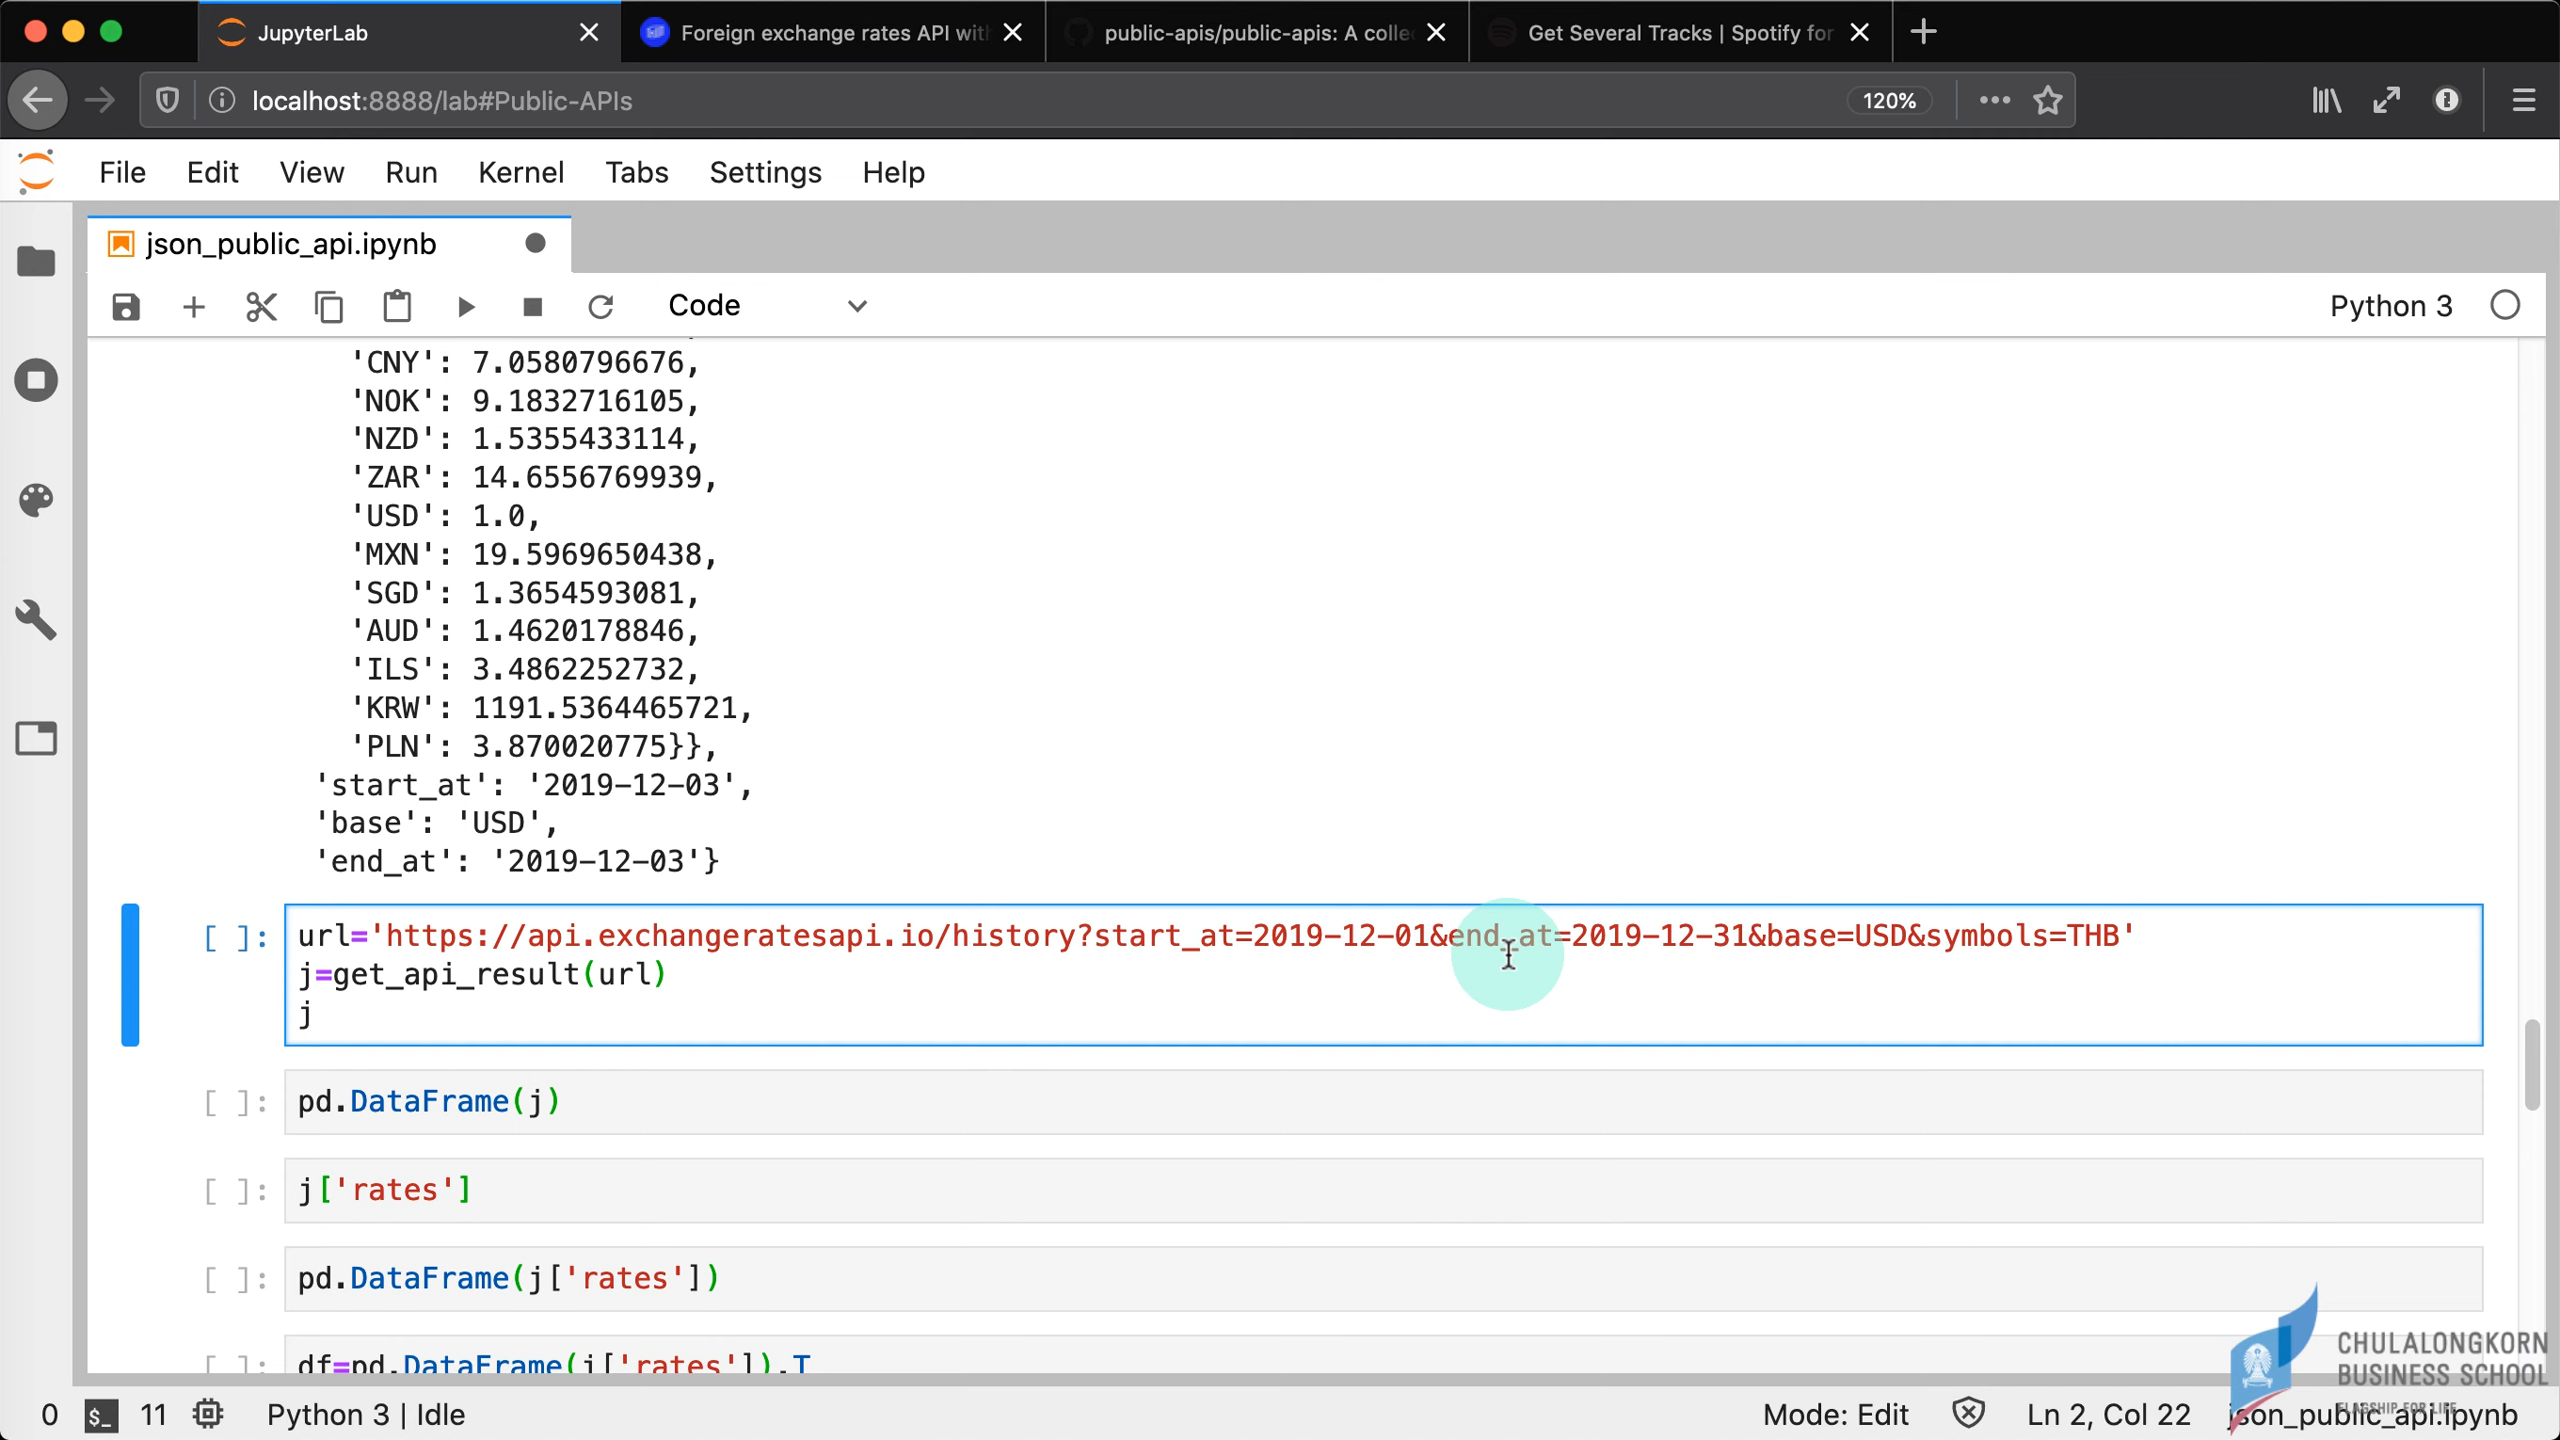 JupyterLab
Foreign exchange rates API with
public-apis/public-apis: A colle
Get Several Tracks | Spotify for
localhost:8888/lab#Public-APIs
120%
File Edit View Run Kernel Tabs Settings Help
json_public_api.ipynb
Code
Python 3
'CNY': 7.0580796676,
'NOK': 9.1832716105,
'NZD': 1.5355433114,
'ZAR': 14.6556769939,
'USD': 1.0,
'MXN': 19.5969650438,
'SGD': 1.3654593081,
'AUD': 1.4620178846,
'ILS': 3.4862252732,
'KRW': 1191.5364465721,
'PLN': 3.870020775}},
'start_at': '2019-12-03',
'base': 'USD',
'end_at': '2019-12-03'}
[ ]: url='https://api.exchangeratesapi.io/history?start_at=2019-12-01&end_at=2019-12-31&base=USD&symbols=THB'
j=get_api_result(url)
j
[ ]: pd.DataFrame(j)
[ ]: j['rates']
[ ]: pd.DataFrame(j['rates'])
[ ]: df=pd.DataFrame(j['rates']).T
CHULALONGKORN
BUSINESS SCHOOL
FLAGSHIP FOR LIFE
0 $_ 11 Python 3 | Idle
Mode: Edit Ln 2, Col 22 json_public_api.ipynb